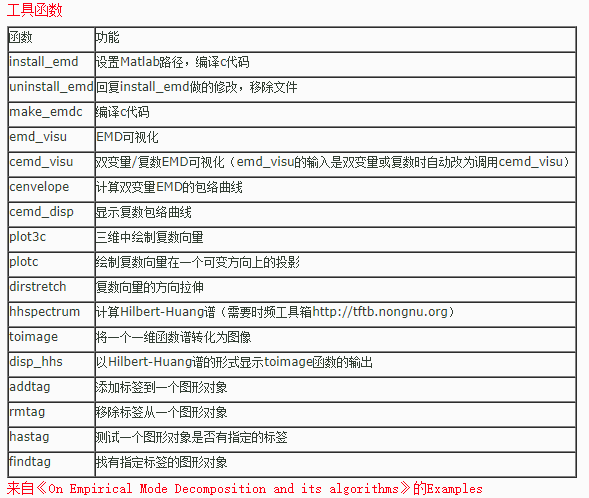 工具函数
函数 功能
install_emd 设置Matlab路径，编译c代码
uninstall_emd 回复install_emd做的修改，移除文件
make_emdc 编译c代码
emd_visu EMD可视化
cemd_visu 双变量/复数EMD可视化（emd_visu的输入是双变量或复数时自动改为调用cemd_visu）
cenvelope 计算双变量EMD的包络曲线
cemd_disp 显示复数包络曲线
plot3c 三维中绘制复数向量
plotc 绘制复数向量在一个可变方向上的投影
dirstretch 复数向量的方向拉伸
hhspectrum 计算Hilbert-Huang谱（需要时频工具箱http://tftb.nongnu.org）
toimage 将一个一维函数谱转化为图像
disp_hhs 以Hilbert-Huang谱的形式显示toimage函数的输出
addtag 添加标签到一个图形对象
rmtag 移除标签从一个图形对象
hastag 测试一个图形对象是否有指定的标签
findtag 找有指定标签的图形对象
来自《On Empirical Mode Decomposition and its algorithms》的Examples